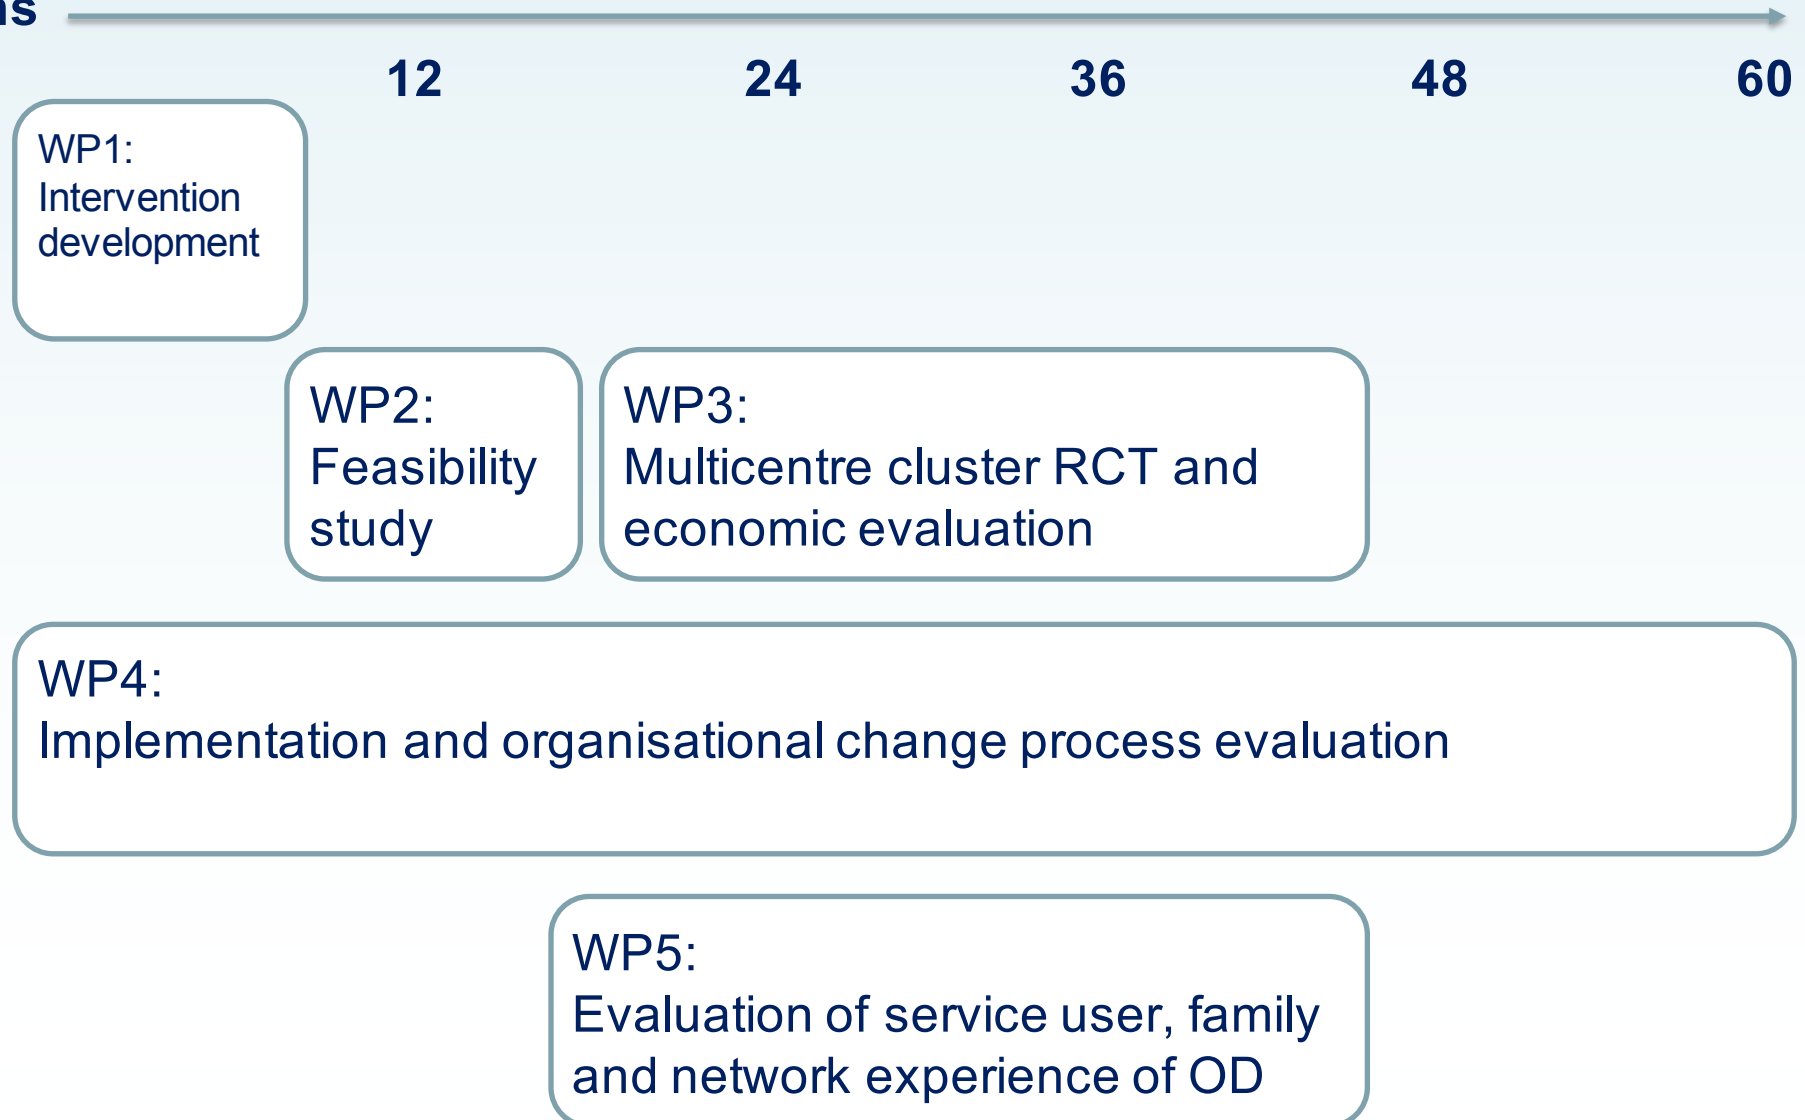 12 24 36 48 60
WP1:
Intervention
development
WP2:
Feasibility
study
WP3:
Multicentre cluster RCT and
economic evaluation
WP4:
Implementation and organisational change process evaluation
WP5:
Evaluation of service user, family
and network experience of OD